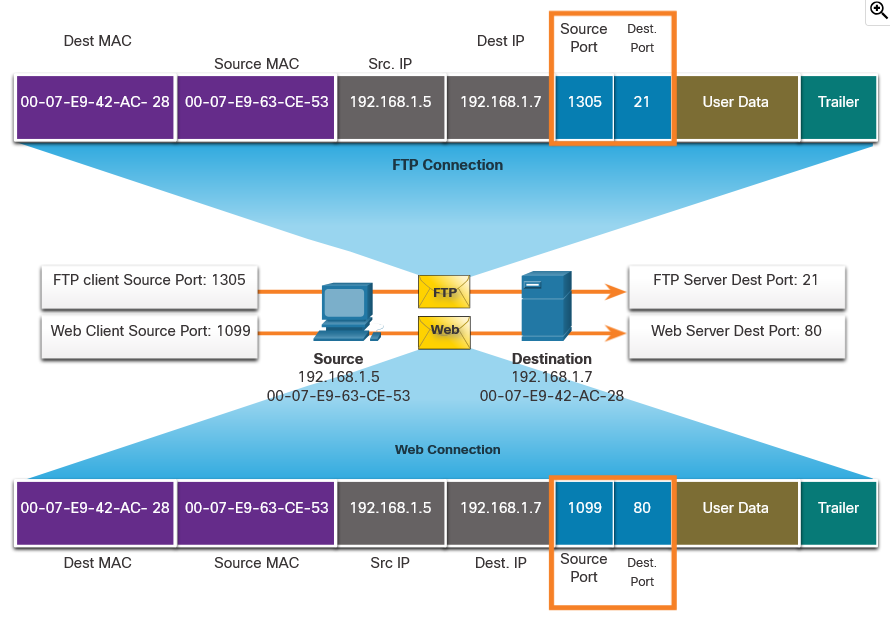 Dest MAC
Source MAC
Src. IP
Dest IP
Source
Port
Dest.
Port
00-07-E9-42-AC- 28
00-07-E9-63-CE-53
192.168.1.5
192.168.1.7
1305
21
User Data
Trailer
FTP Connection
FTP client Source Port: 1305
FTP
FTP Server Dest Port: 21
Web Client Source Port: 1099
Web
Web Server Dest Port: 80
Source
192.168.1.5
00-07-E9-63-CE-53
Destination
192.168.1.7
00-07-E9-42-AC-28
Web Connection
00-07-E9-42-AC- 28
00-07-E9-63-CE-53
192.168.1.5
192.168.1.7
1099
80
User Data
Trailer
Dest MAC
Source MAC
Src IP
Dest. IP
Source
Port
Dest.
Port